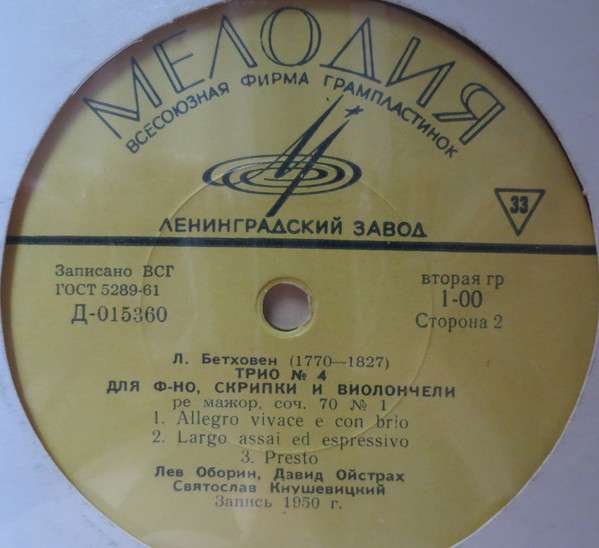 МЕЛОДИЯ
ВСЕСОЮЗНАЯ ФИРМА ГРАМПЛАСТИНОК
33
ЛЕНИНГРАДСКИЙ ЗАВОД
Записано ВСГ
ГОСТ 5289-61
Д-015360
вторая гр
1-00
Сторона 2
Л. Бетховен (1770—1827)
ТРИО № 4
ДЛЯ Ф-НО, СКРИПКИ И ВИОЛОНЧЕЛИ
ре мажор, соч. 70 № 1
1. Allegro vivace e con brio
2. Largo assai ed espressivo
3. Presto
Лев Оборин, Давид Ойстрах
Святослав Кнушевицкий
Запись 1950 г.